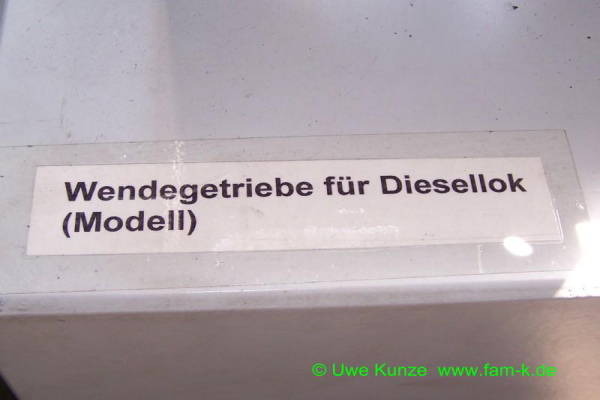 Wendegetriebe für Diesellok
(Modell)
© Uwe Kunze www.fam-k.de